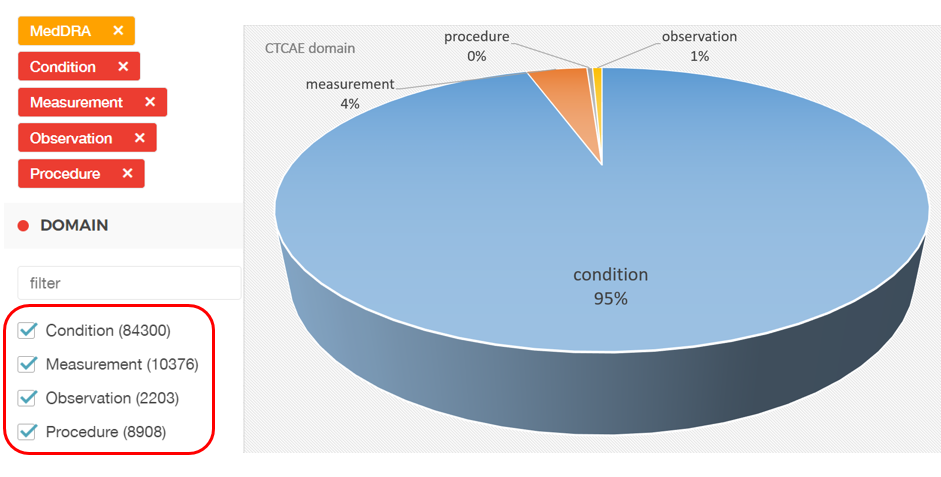 MedDRA ×
Condition ×
Measurement ×
Observation ×
Procedure ×
DOMAIN
filter
Condition (84300)
Measurement (10376)
Observation (2203)
Procedure (8908)
CTCAE domain
procedure
0%
observation
1%
measurement
4%
condition
95%